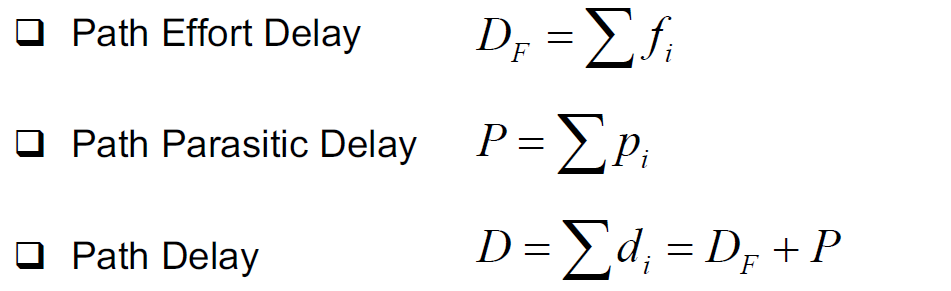 ❑ Path Effort Delay D_F = ∑ f_i
❑ Path Parasitic Delay P = ∑ p_i
❑ Path Delay D = ∑ d_i = D_F + P